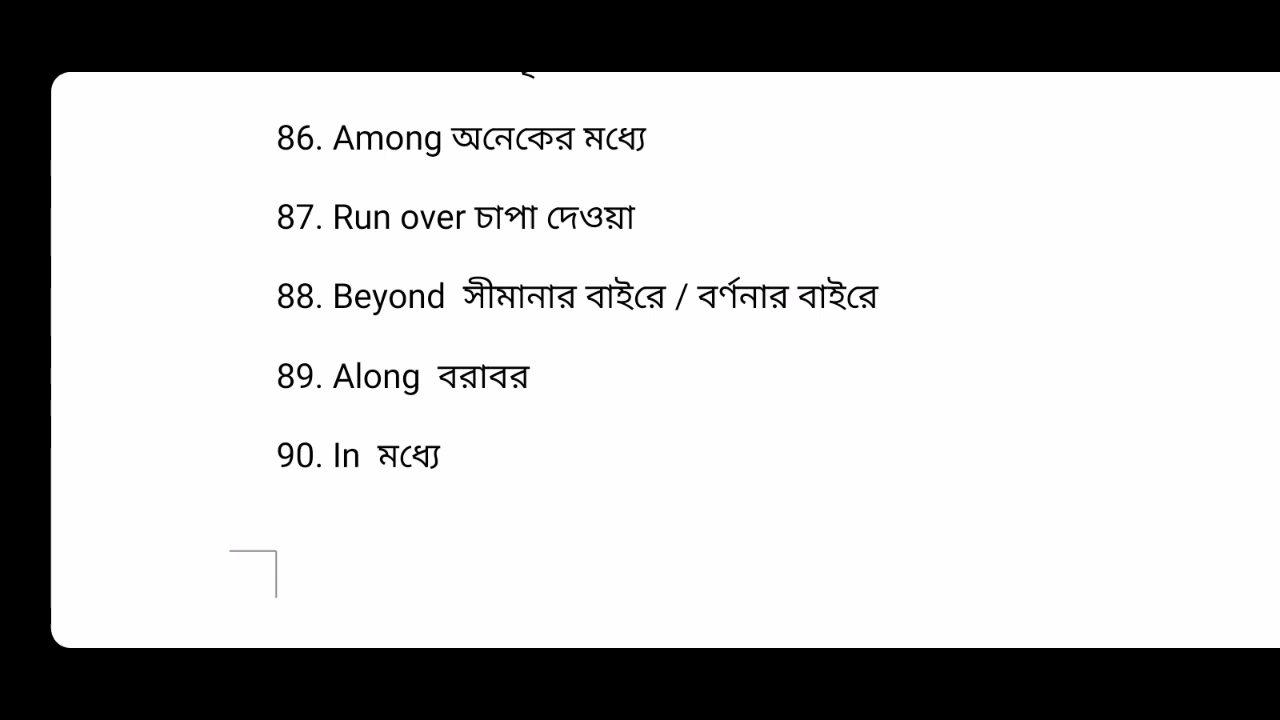 86. Among অনেকের মধ্যে
87. Run over চাপা দেওয়া
88. Beyond সীমানার বাইরে / বর্ণনার বাইরে
89. Along বরাবর
90. In মধ্যে